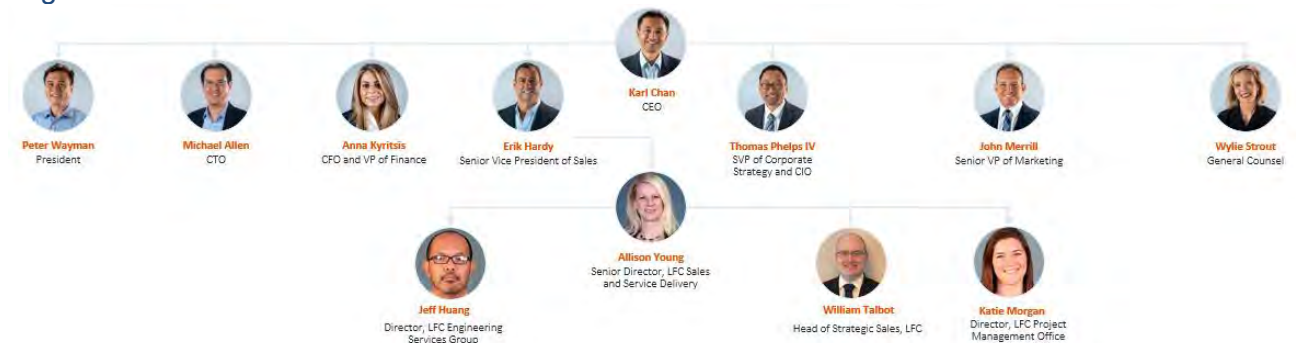 Karl Chan
CEO
Peter Wayman
President
Michael Allen
CTO
Anna Kyritsis
CFO and VP of Finance
Erik Hardy
Senior Vice President of Sales
Thomas Phelps IV
SVP of Corporate
Strategy and CIO
John Merrill
Senior VP of Marketing
Wylie Strout
General Counsel
Allison Young
Senior Director, LFC Sales
and Service Delivery
Jeff Huang
Director, LFC Engineering
Services Group
William Talbot
Head of Strategic Sales, LFC
Katie Morgan
Director, LFC Project
Management Office